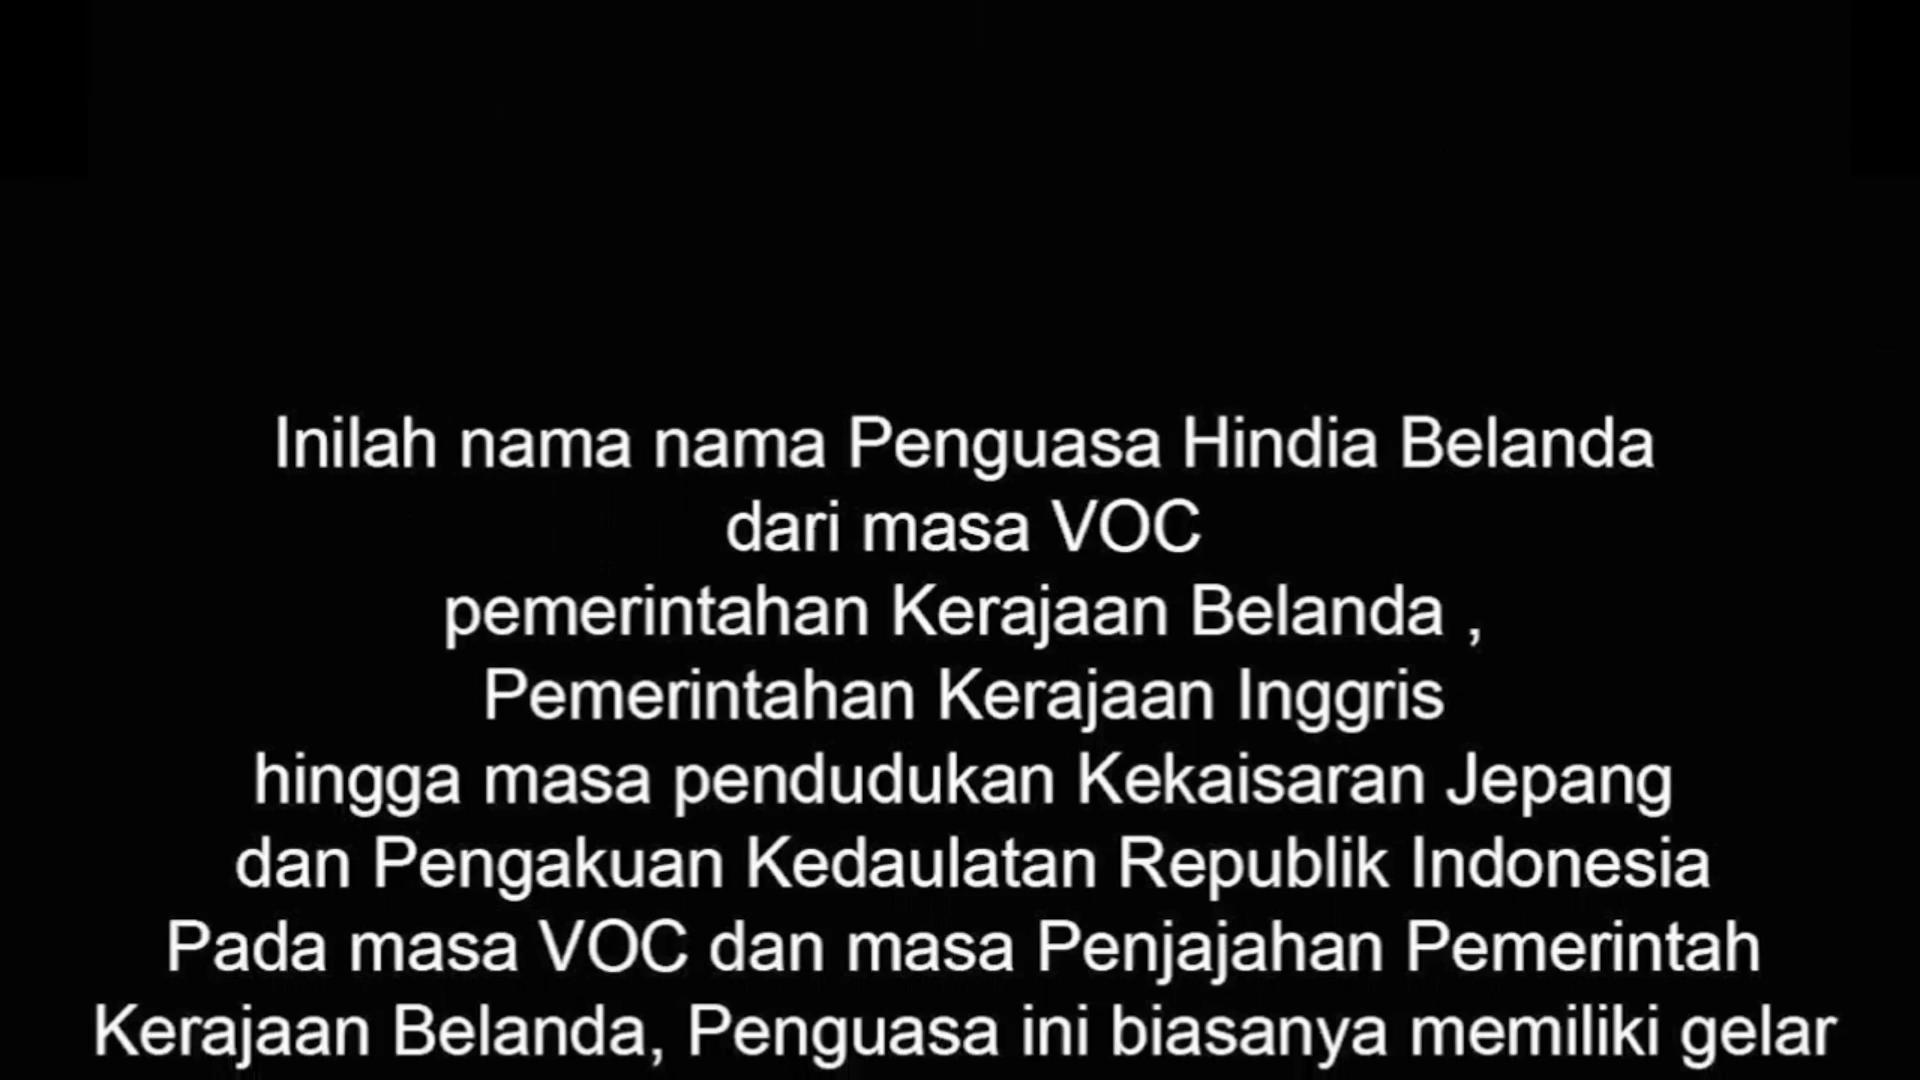 Inilah nama nama Penguasa Hindia Belanda
dari masa VOC
pemerintahan Kerajaan Belanda ,
Pemerintahan Kerajaan Inggris
hingga masa pendudukan Kekaisaran Jepang
dan Pengakuan Kedaulatan Republik Indonesia
Pada masa VOC dan masa Penjajahan Pemerintah
Kerajaan Belanda, Penguasa ini biasanya memiliki gelar